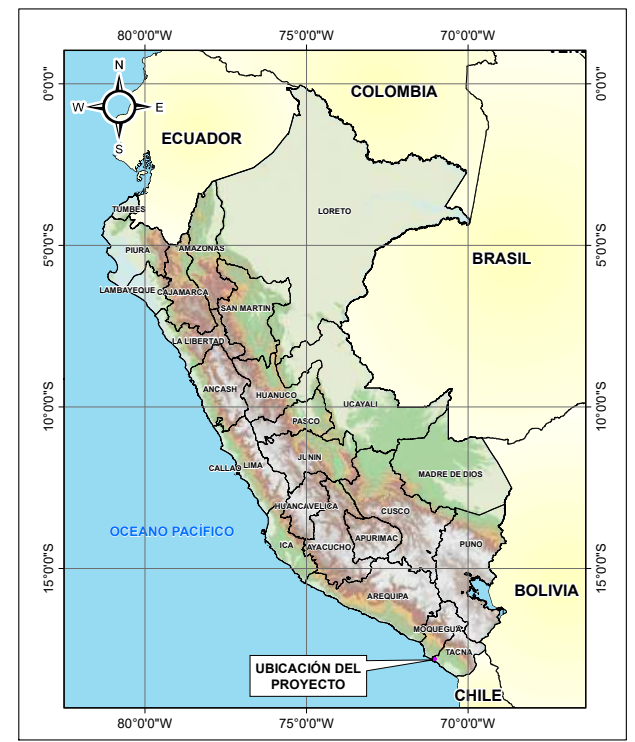 80°0'0"W 75°0'0"W 70°0'0"W
N
W E
S
COLOMBIA
ECUADOR
0°0'0" 0°0'0"
TUMBES
LORETO
PIURA
AMAZONAS
5°0'0"S 5°0'0"S
BRASIL
LAMBAYEQUE
CAJAMARCA
SAN MARTIN
LA LIBERTAD
ANCASH
HUANUCO
UCAYALI
10°0'0"S 10°0'0"S
PASCO
JUNIN
CALLAO
LIMA
MADRE DE DIOS
HUANCAVELICA
CUSCO
OCEANO PACÍFICO
ICA
AYACUCHO
APURIMAC
PUNO
15°0'0"S 15°0'0"S
AREQUIPA
BOLIVIA
MOQUEGUA
TACNA
UBICACIÓN DEL
PROYECTO
CHILE
80°0'0"W 75°0'0"W 70°0'0"W